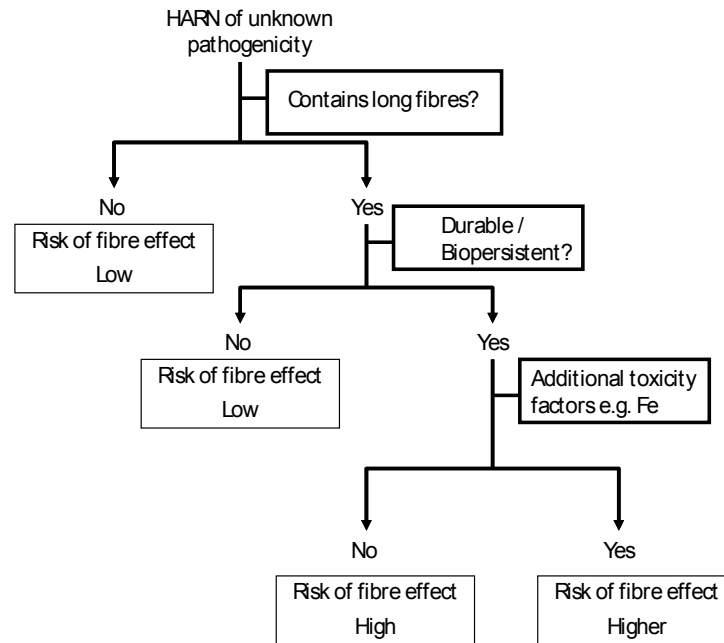 HARN of unknown
pathogenicity
Contains long fibres?
No
Yes
Risk of fibre effect
Low
Durable /
Biopersistent?
No
Yes
Risk of fibre effect
Low
Additional toxicity
factors e.g. Fe
No
Yes
Risk of fibre effect
High
Risk of fibre effect
Higher